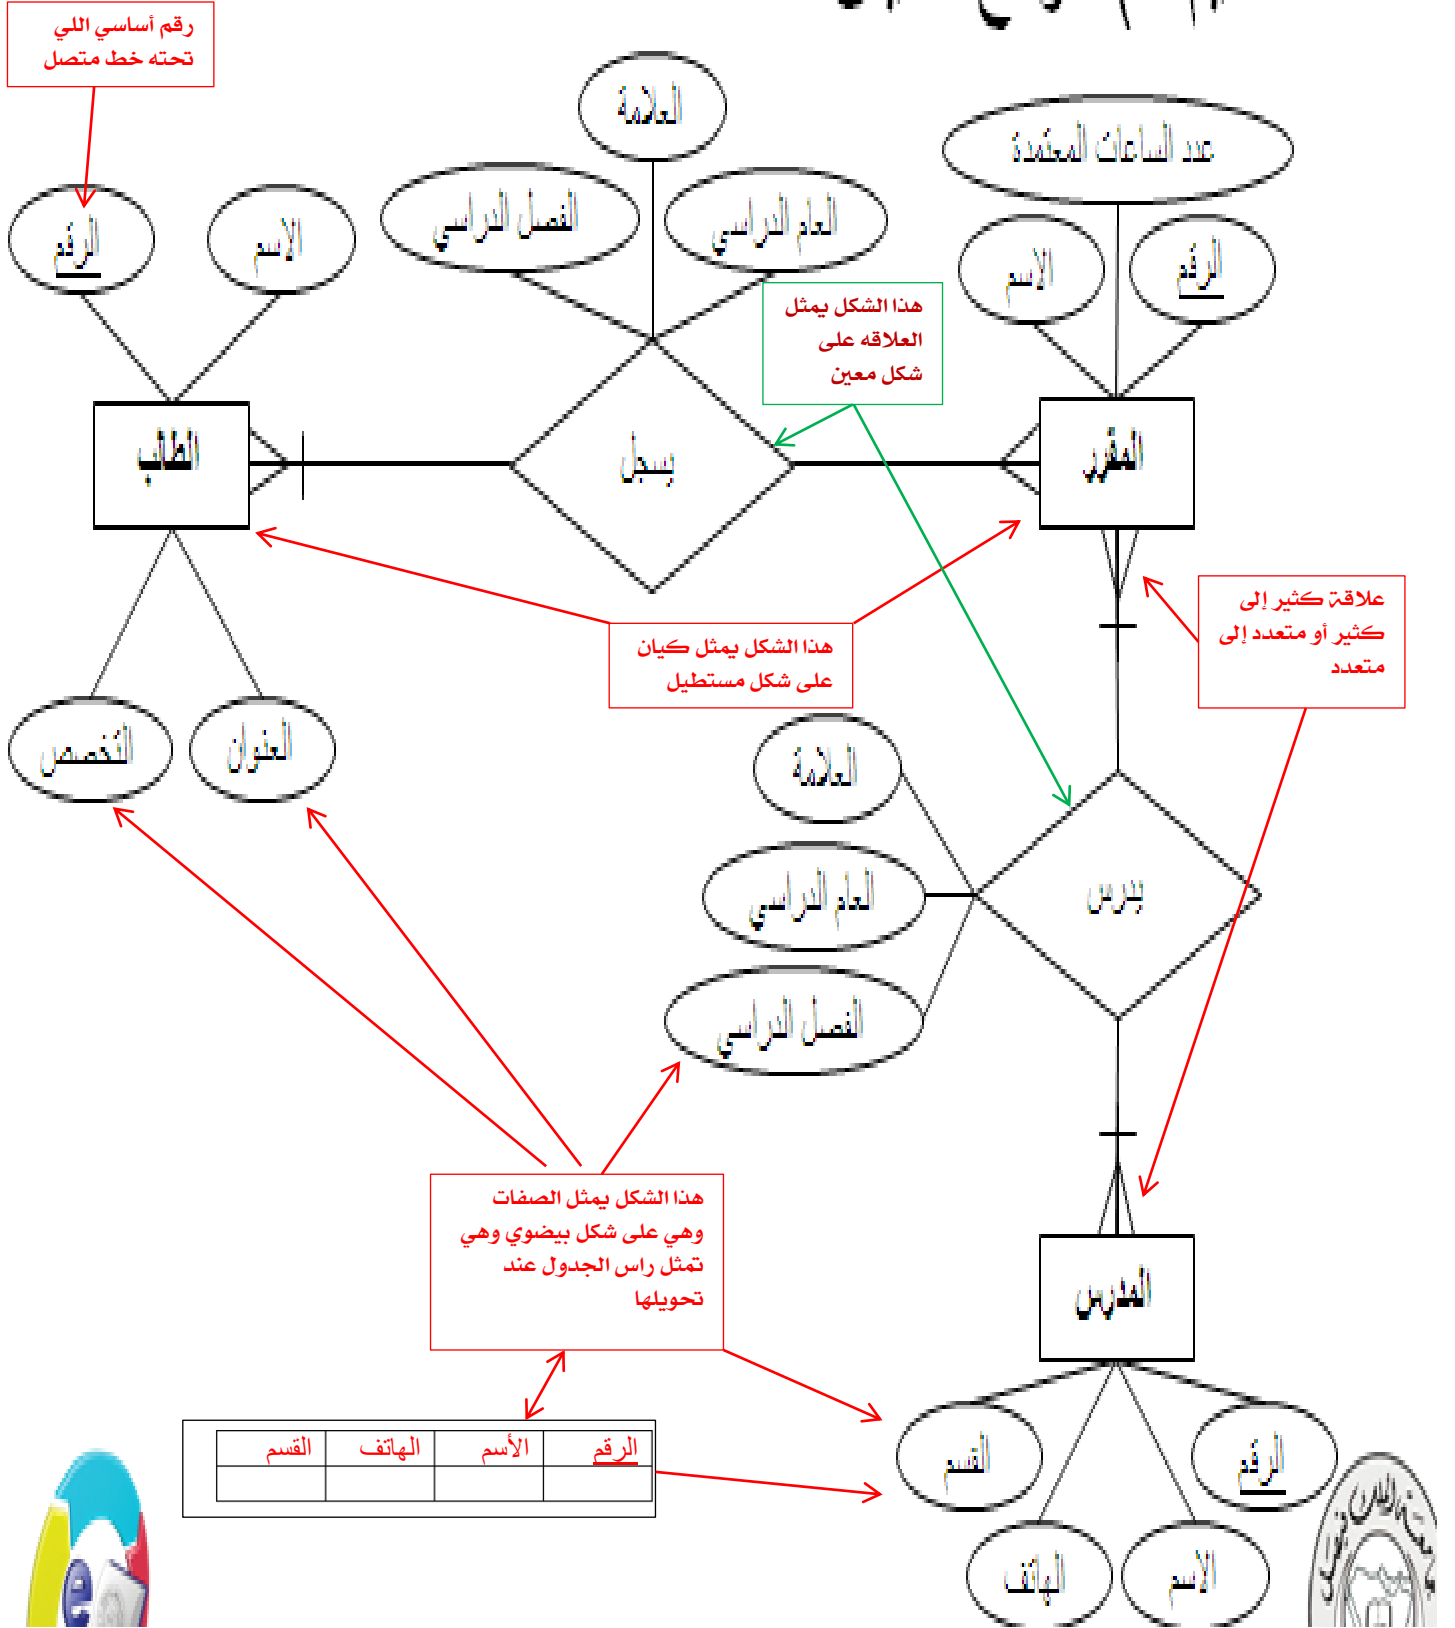 رقم أساسي اللي
تحته خط متصل
العلامة
عدد الساعات المعتمدة
الفصل الدراسي
العام الدراسي
الرقم
الاسم
الاسم
الرقم
هذا الشكل يمثل
العلاقه على
شكل معين
الطالب
يسجل
المقرر
علاقة كثير إلى
كثير أو متعدد إلى
متعدد
هذا الشكل يمثل كيان
على شكل مستطيل
التخصص
العنوان
العلامة
العام الدراسي
يدرس
الفصل الدراسي
هذا الشكل يمثل الصفات
وهي على شكل بيضوي وهي
تمثل راس الجدول عند
تحويلها
المدرس
الرقم الأسم الهاتف القسم
القسم
الرقم
الهاتف
الاسم
e